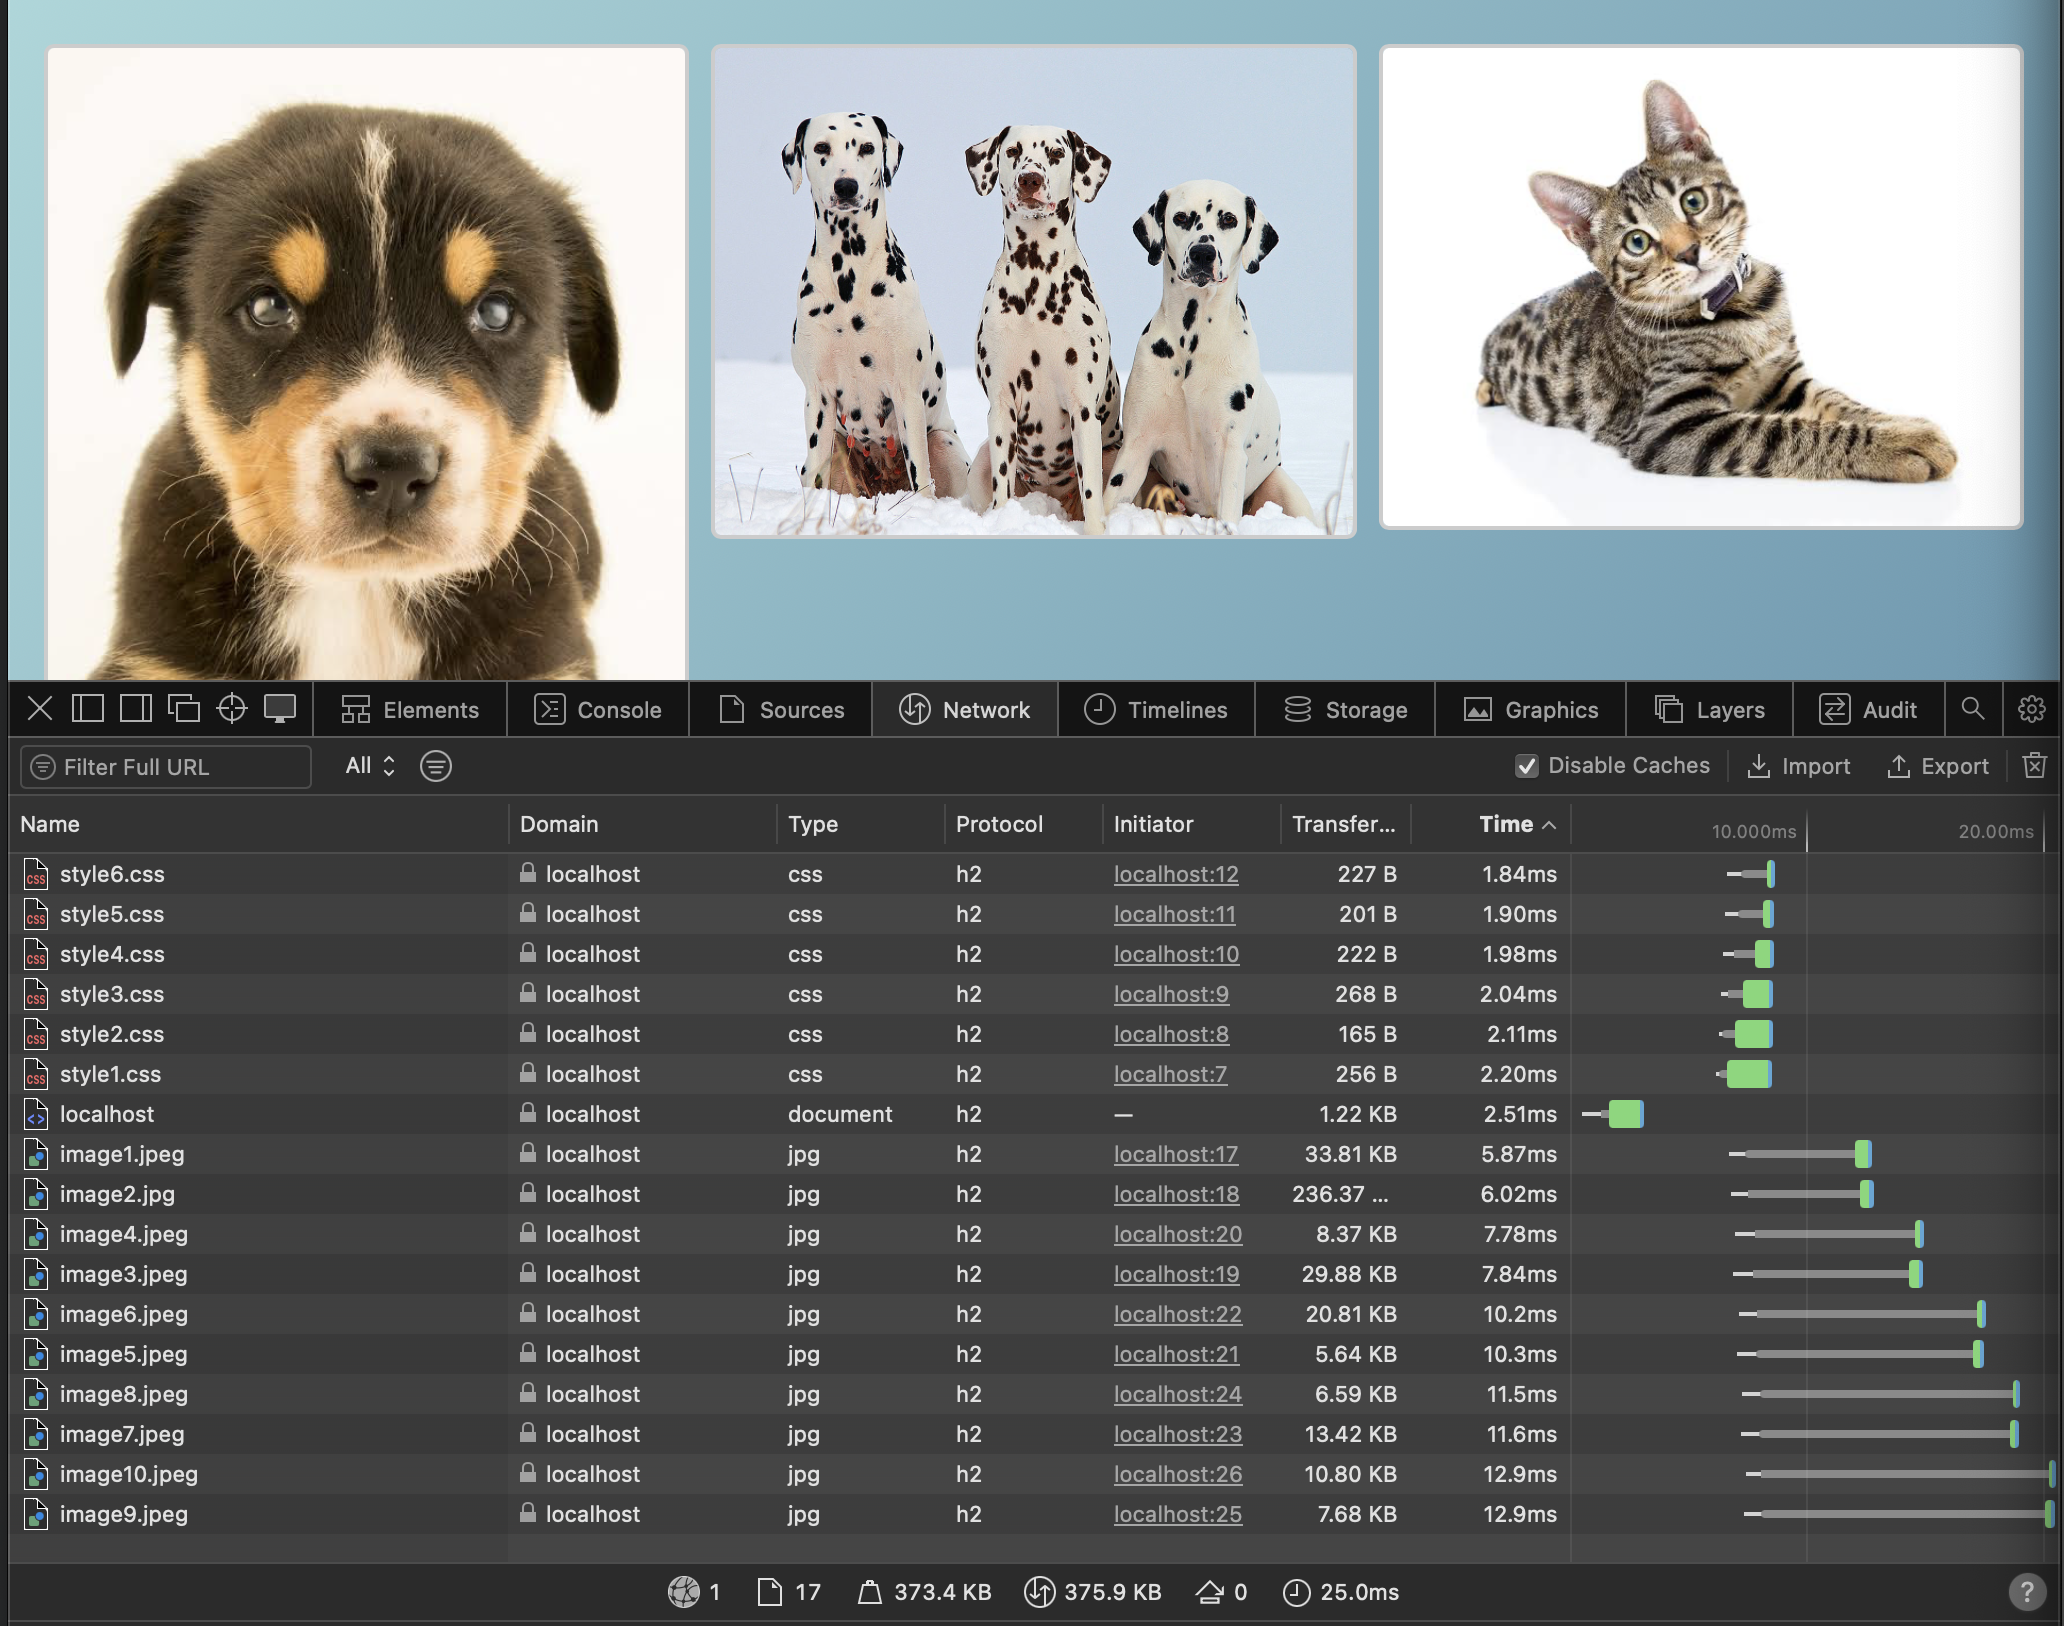 Elements Console Sources Network Timelines Storage Graphics Layers Audit
Filter Full URL All Disable Caches Import Export
Name Domain Type Protocol Initiator Transfer... Time 10.000ms 20.00ms
style6.css localhost css h2 localhost:12 227 B 1.84ms
style5.css localhost css h2 localhost:11 201 B 1.90ms
style4.css localhost css h2 localhost:10 222 B 1.98ms
style3.css localhost css h2 localhost:9 268 B 2.04ms
style2.css localhost css h2 localhost:8 165 B 2.11ms
style1.css localhost css h2 localhost:7 256 B 2.20ms
localhost localhost document h2 — 1.22 KB 2.51ms
image1.jpeg localhost jpg h2 localhost:17 33.81 KB 5.87ms
image2.jpg localhost jpg h2 localhost:18 236.37 ... 6.02ms
image4.jpeg localhost jpg h2 localhost:20 8.37 KB 7.78ms
image3.jpeg localhost jpg h2 localhost:19 29.88 KB 7.84ms
image6.jpeg localhost jpg h2 localhost:22 20.81 KB 10.2ms
image5.jpeg localhost jpg h2 localhost:21 5.64 KB 10.3ms
image8.jpeg localhost jpg h2 localhost:24 6.59 KB 11.5ms
image7.jpeg localhost jpg h2 localhost:23 13.42 KB 11.6ms
image10.jpeg localhost jpg h2 localhost:26 10.80 KB 12.9ms
image9.jpeg localhost jpg h2 localhost:25 7.68 KB 12.9ms
1 17 373.4 KB 375.9 KB 0 25.0ms ?